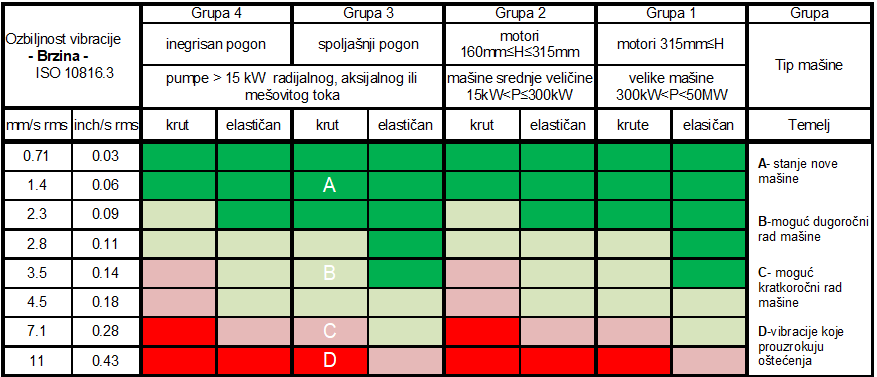 Ozbiljnost vibracije
- Brzina -
ISO 10816.3
Grupa 4 Grupa 3 Grupa 2 Grupa 1 Grupa
inegrisan pogon spoljašnji pogon motori
160mm≤H≤315mm motori 315mm≤H Tip mašine
pumpe > 15 kW radijalnog, aksijalnog ili
mešovitog toka
mašine srednje veličine
15kW<P≤300kW
velike mašine
300kW<P<50MW
mm/s rms inch/s rms krut elastičan krut elastičan krut elastičan krute elasičan Temelj
0.71 0.03
1.4 0.06 A
2.3 0.09
2.8 0.11
3.5 0.14 B
4.5 0.18
7.1 0.28 C
11 0.43 D
A- stanje nove
mašine
B-moguć dugoročni
rad mašine
C- moguć
kratkoročni rad
mašine
D-vibracije koje
prouzrokuju
oštećenja